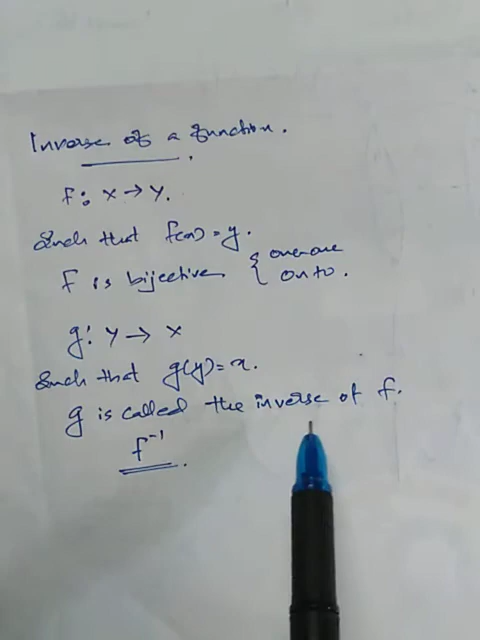 Inverse of a function.
f: X → Y.
Such that f(x) = y.
f is bijective { one-one
onto.
g: Y → X
Such that g(y) = x.
g is called the inverse of f.
f⁻¹.